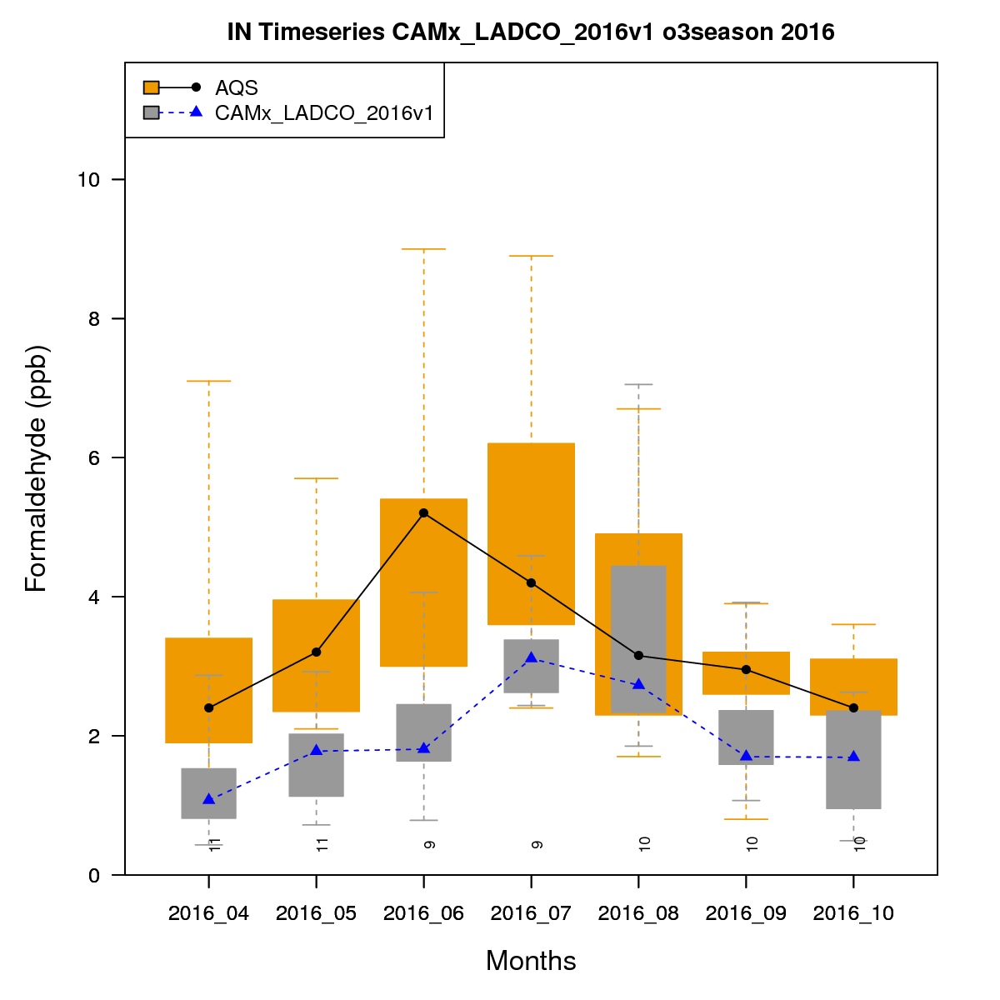 IN Timeseries CAMx_LADCO_2016v1 o3season 2016
AQS
CAMx_LADCO_2016v1
Formaldehyde (ppb)
10
8
6
4
2
0
11 11 9 9 10 10 10
2016_04 2016_05 2016_06 2016_07 2016_08 2016_09 2016_10
Months